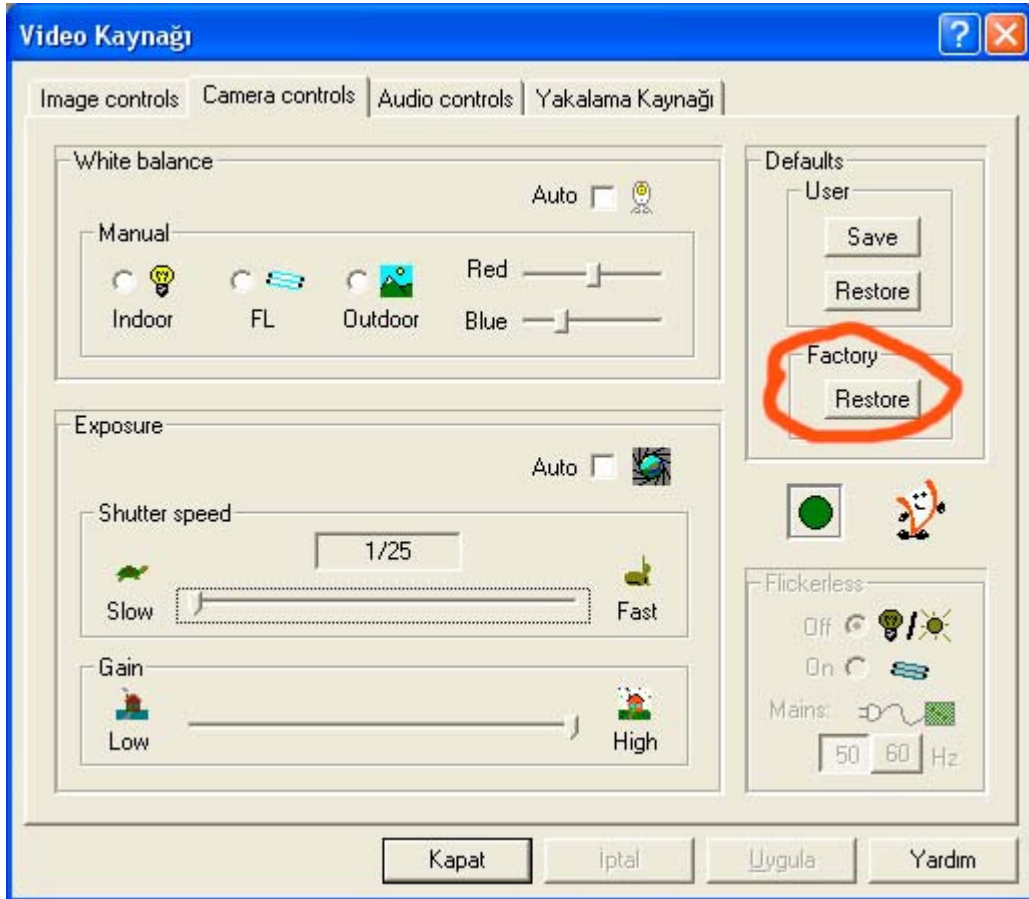 Video Kaynağı
Image controls Camera controls Audio controls Yakalama Kaynağı
White balance
Auto
Manual
Indoor FL Outdoor
Red
Blue
Exposure
Auto
Shutter speed
1/25
Slow Fast
Gain
Low High
Defaults
User
Save
Restore
Factory
Restore
Flickerless
Off
On
Mains:
50 60 Hz
Kapat İptal Uygula Yardım